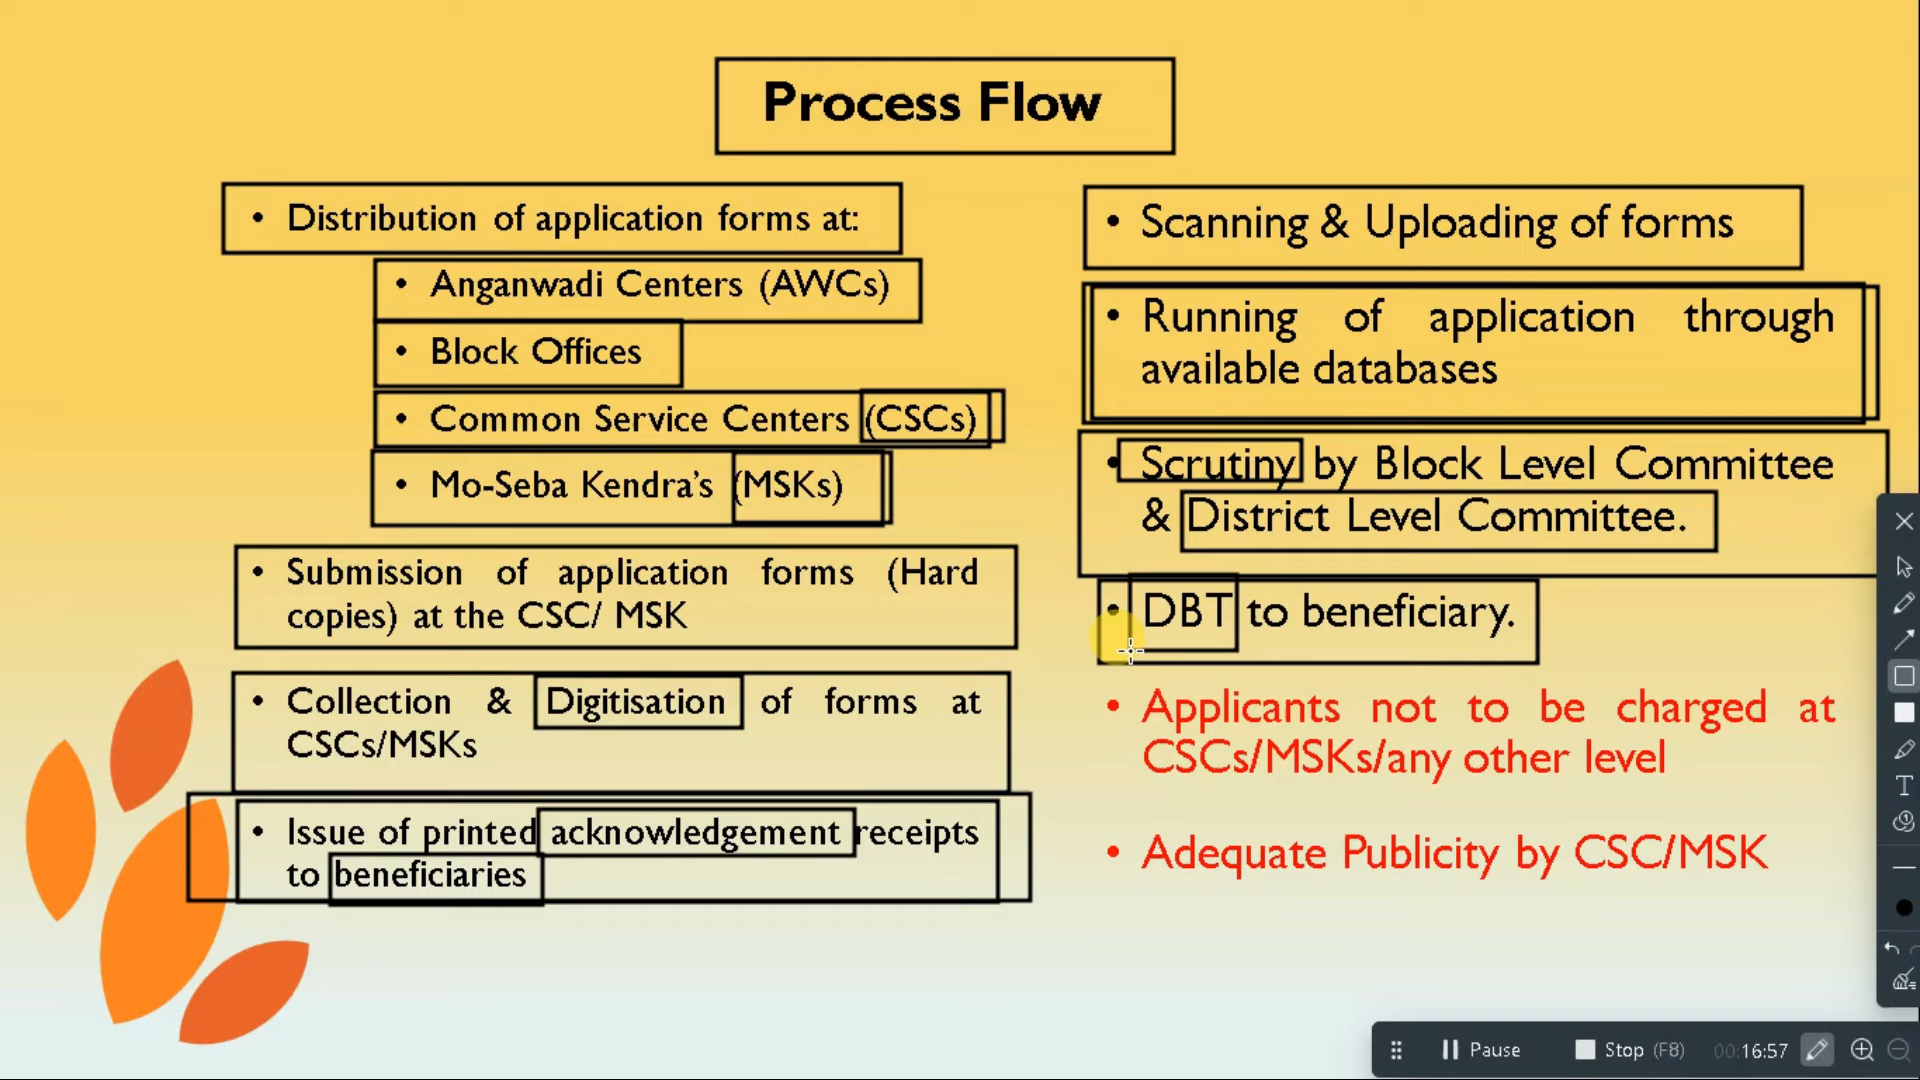 Process Flow
• Distribution of application forms at:
• Anganwadi Centers (AWCs)
• Block Offices
• Common Service Centers (CSCs)
• Mo-Seba Kendra’s (MSKs)
• Submission of application forms (Hard
copies) at the CSC/ MSK
• Collection & Digitisation of forms at
CSCs/MSKs
• Issue of printed acknowledgement receipts
to beneficiaries
• Scanning & Uploading of forms
• Running of application through
available databases
• Scrutiny by Block Level Committee
& District Level Committee.
• DBT to beneficiary.
• Applicants not to be charged at
CSCs/MSKs/any other level
• Adequate Publicity by CSC/MSK
Pause Stop (F8) 00:16:57